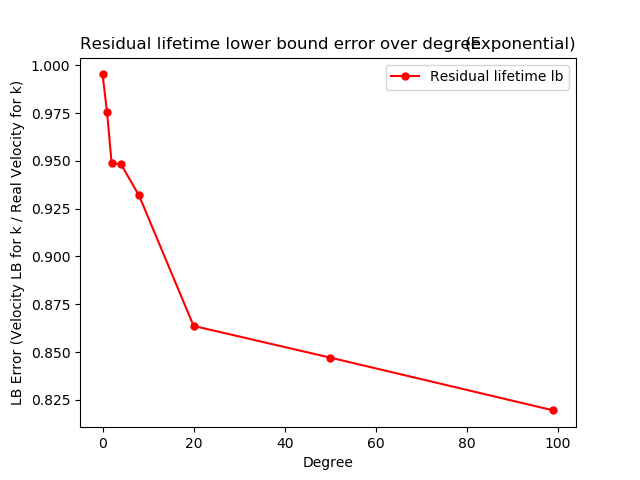 Residual lifetime lower bound error over degree(Exponential)
Residual lifetime lb
LB Error (Velocity LB for k / Real Velocity for k)
1.000
0.975
0.950
0.925
0.900
0.875
0.850
0.825
0 20 40 60 80 100
Degree